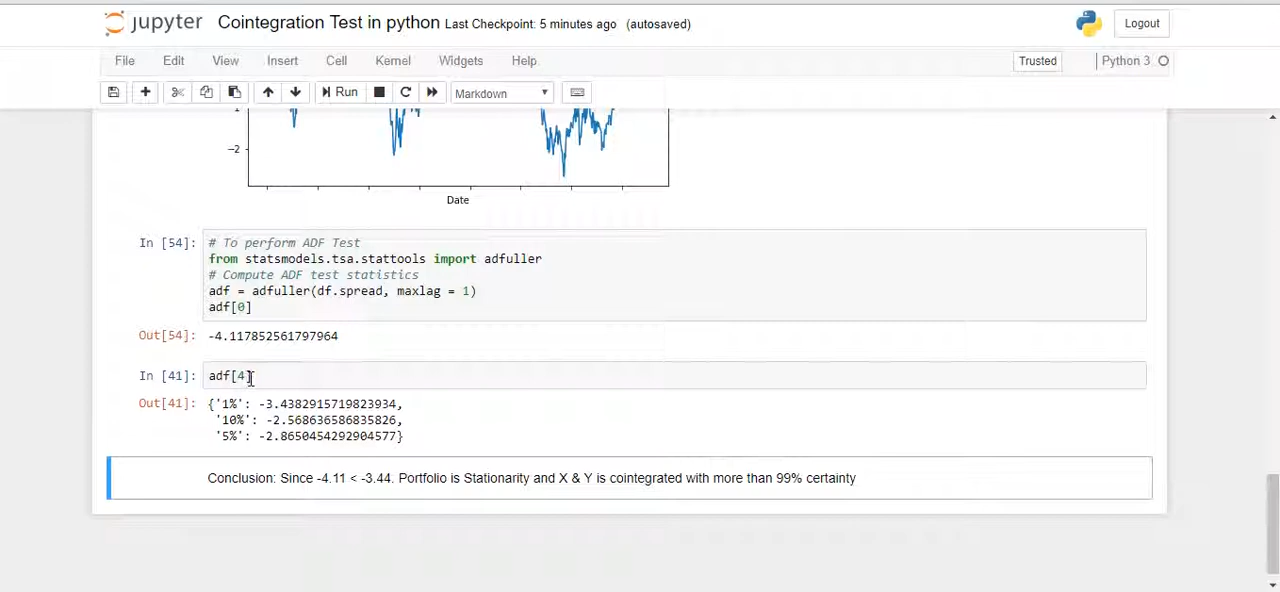 jupyter Cointegration Test in python Last Checkpoint: 5 minutes ago (autosaved) Logout
File Edit View Insert Cell Kernel Widgets Help Trusted Python 3
Run Markdown
-2
Date
In [54]: # To perform ADF Test
from statsmodels.tsa.stattools import adfuller
# Compute ADF test statistics
adf = adfuller(df.spread, maxlag = 1)
adf[0]
Out[54]: -4.117852561797964
In [41]: adf[4]
Out[41]: {'1%': -3.4382915719823934,
'10%': -2.568636586835826,
'5%': -2.8650454292904577}
Conclusion: Since -4.11 < -3.44. Portfolio is Stationarity and X & Y is cointegrated with more than 99% certainty